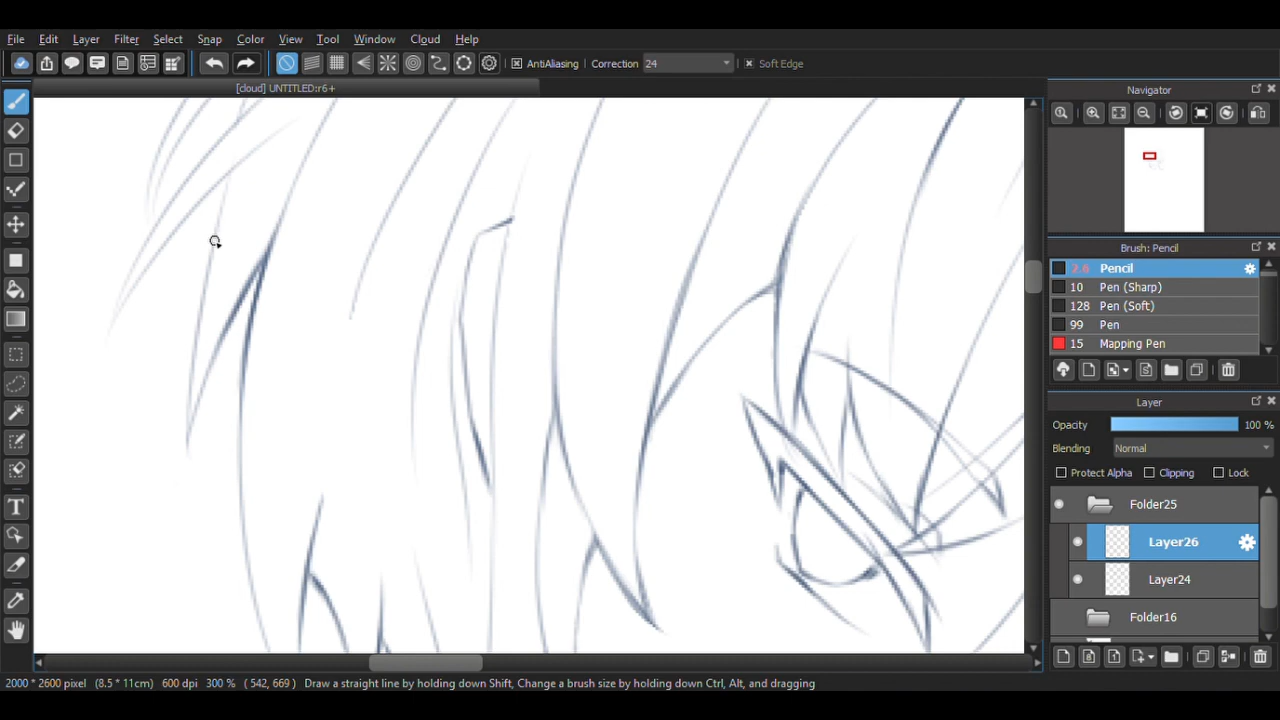 File Edit Layer Filter Select Snap Color View Tool Window Cloud Help
AntiAliasing Correction 24 Soft Edge
[cloud] UNTITLED:r6+
Navigator
Brush: Pencil
2.6 Pencil
10 Pen (Sharp)
128 Pen (Soft)
99 Pen
15 Mapping Pen
Layer
Opacity 100 %
Blending Normal
Protect Alpha Clipping Lock
Folder25
Layer26
Layer24
Folder16
2000 * 2600 pixel (8.5 * 11cm) 600 dpi 300 % ( 542, 669 ) Draw a straight line by holding down Shift, Change a brush size by holding down Ctrl, Alt, and dragging